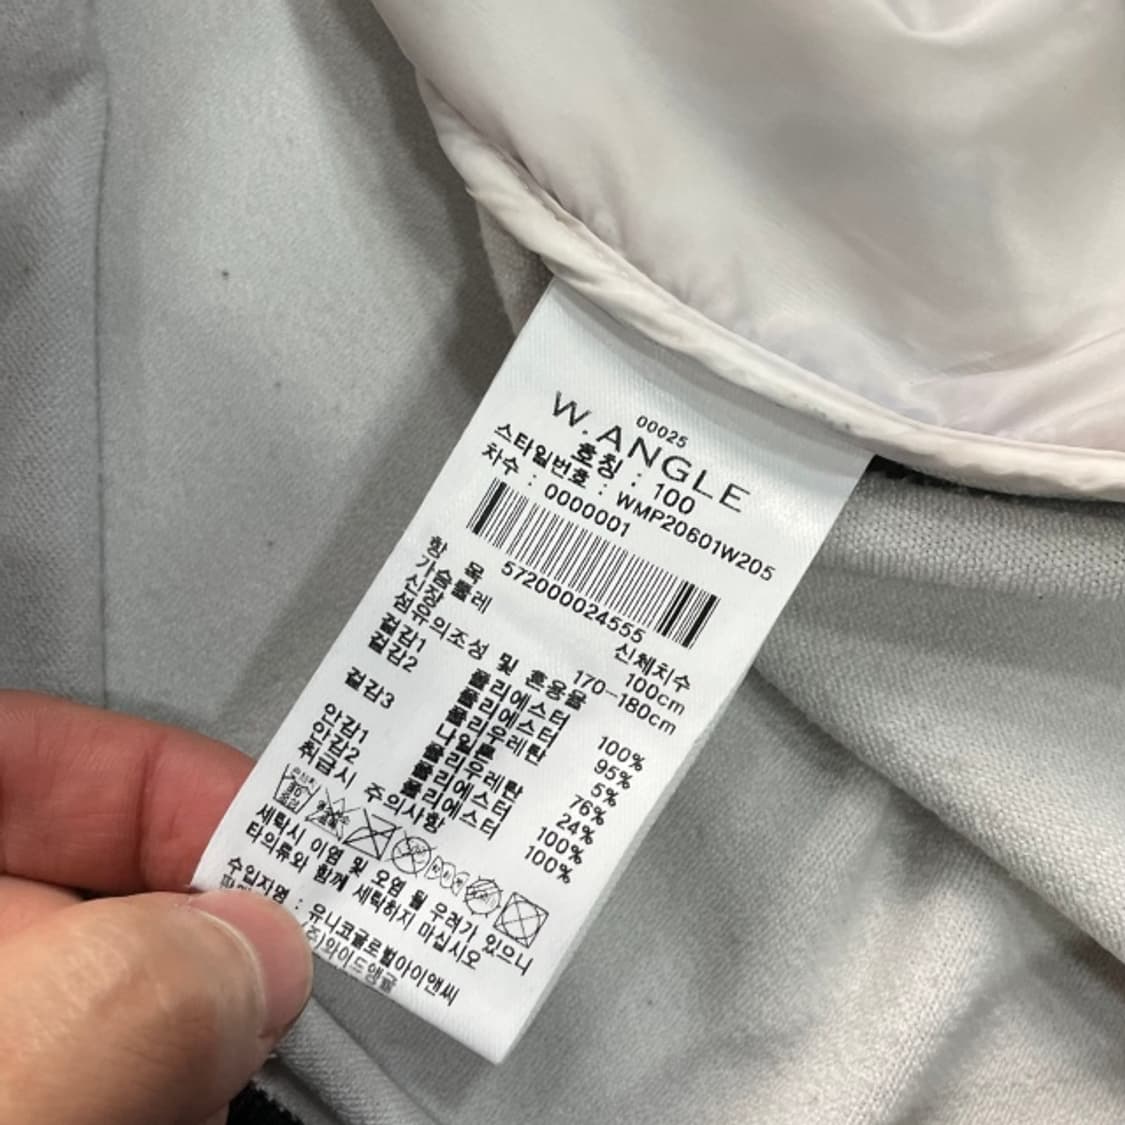 00025
W.ANGLE
호칭 : 100
스타일번호 : WMP20601W205
차수 : 0000001
572000024555
항 목 신체치수
가슴둘레 100cm
신장 170-180cm
섬유의조성 및 혼용율
겉감1 폴리에스터 100%
겉감2 폴리에스터 95%
폴리우레탄 5%
겉감3 나일론 76%
폴리우레탄 24%
안감1 폴리에스터 100%
안감2 폴리에스터 100%
취급시 주의사항
세탁시 이염 및 오염 될 우려가 있으니
타의류와 함께 세탁하지 마십시오
수입자명 : 유니코글로벌아이앤씨
(주)와이드앵글